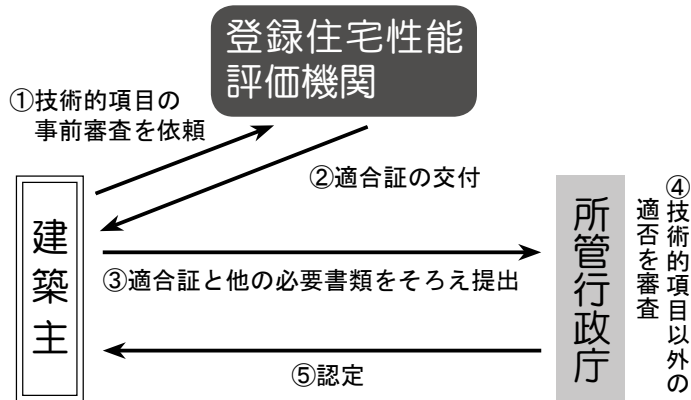 登録住宅性能
評価機関
①技術的項目の
事前審査を依頼
②適合証の交付
建築主
③適合証と他の必要書類をそろえ提出
所管行政庁
④技術的項目以外の
適否を審査
⑤認定